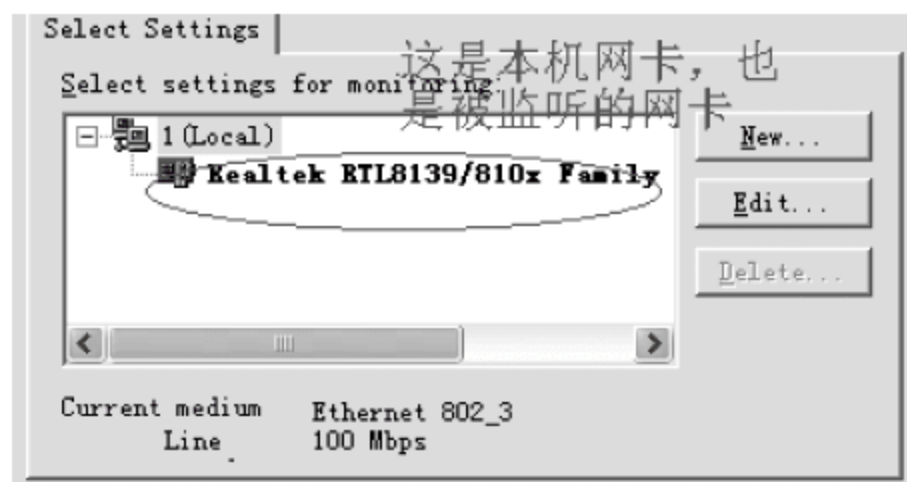 Select Settings
这是本机网卡，也
是被监听的网卡
Select settings for monitoring
1(Local)
Realtek RTL8139/810x Family
New...
Edit...
Delete...
Current medium Ethernet 802_3
Line 100 Mbps